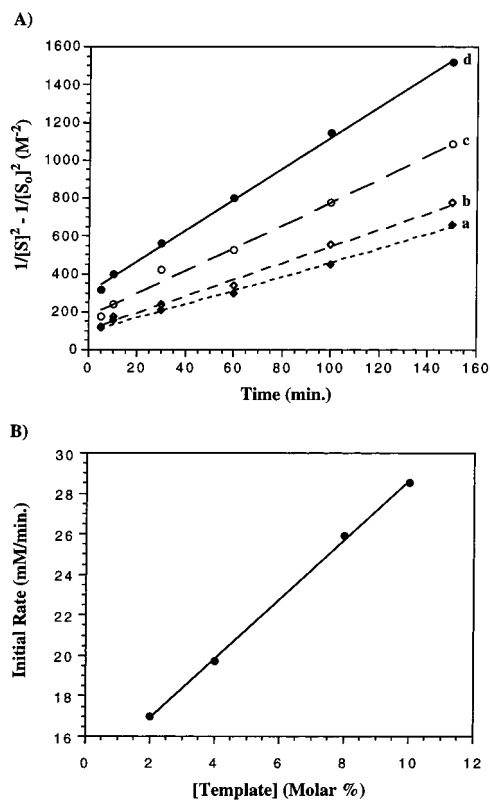 A)
1600
1400
1200
1000
800
600
400
200
0
1/[S]² - 1/[S₀]² (M⁻²)
d
c
b
a
0 20 40 60 80 100 120 140 160
Time (min.)
B)
30
28
26
24
22
20
18
16
Initial Rate (mM/min.)
0 2 4 6 8 10 12
[Template] (Molar %)